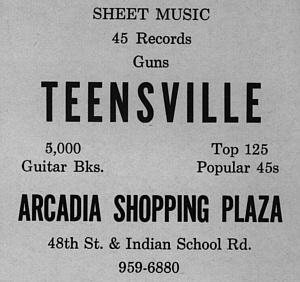 SHEET MUSIC
45 Records
Guns
TEENSVILLE
5,000 Top 125
Guitar Bks. Popular 45s
ARCADIA SHOPPING PLAZA
48th St. & Indian School Rd.
959-6880